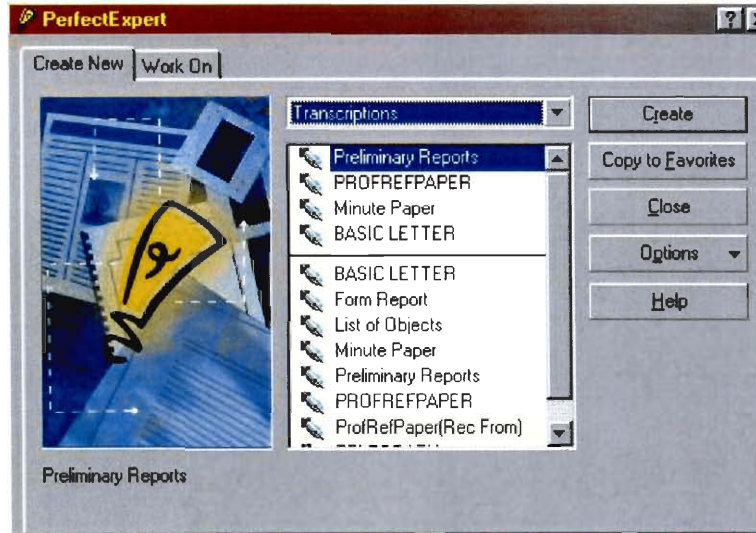 PerfectExpert
?
Create New
Work On
Transcriptions
Preliminary Reports
PROFREFPAPER
Minute Paper
BASIC LETTER
BASIC LETTER
Form Report
List of Objects
Minute Paper
Preliminary Reports
PROFREFPAPER
ProfRefPaper(Rec From)
Create
Copy to Favorites
Close
Options
Help
Preliminary Reports